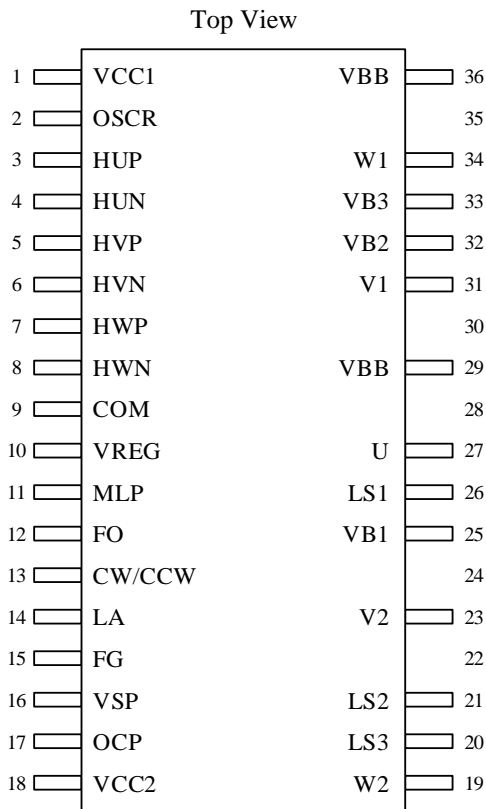 Top View
1 VCC1 VBB 36
2 OSCR 35
3 HUP W1 34
4 HUN VB3 33
5 HVP VB2 32
6 HVN V1 31
7 HWP 30
8 HWN VBB 29
9 COM 28
10 VREG U 27
11 MLP LS1 26
12 FO VB1 25
13 CW/CCW 24
14 LA V2 23
15 FG 22
16 VSP LS2 21
17 OCP LS3 20
18 VCC2 W2 19